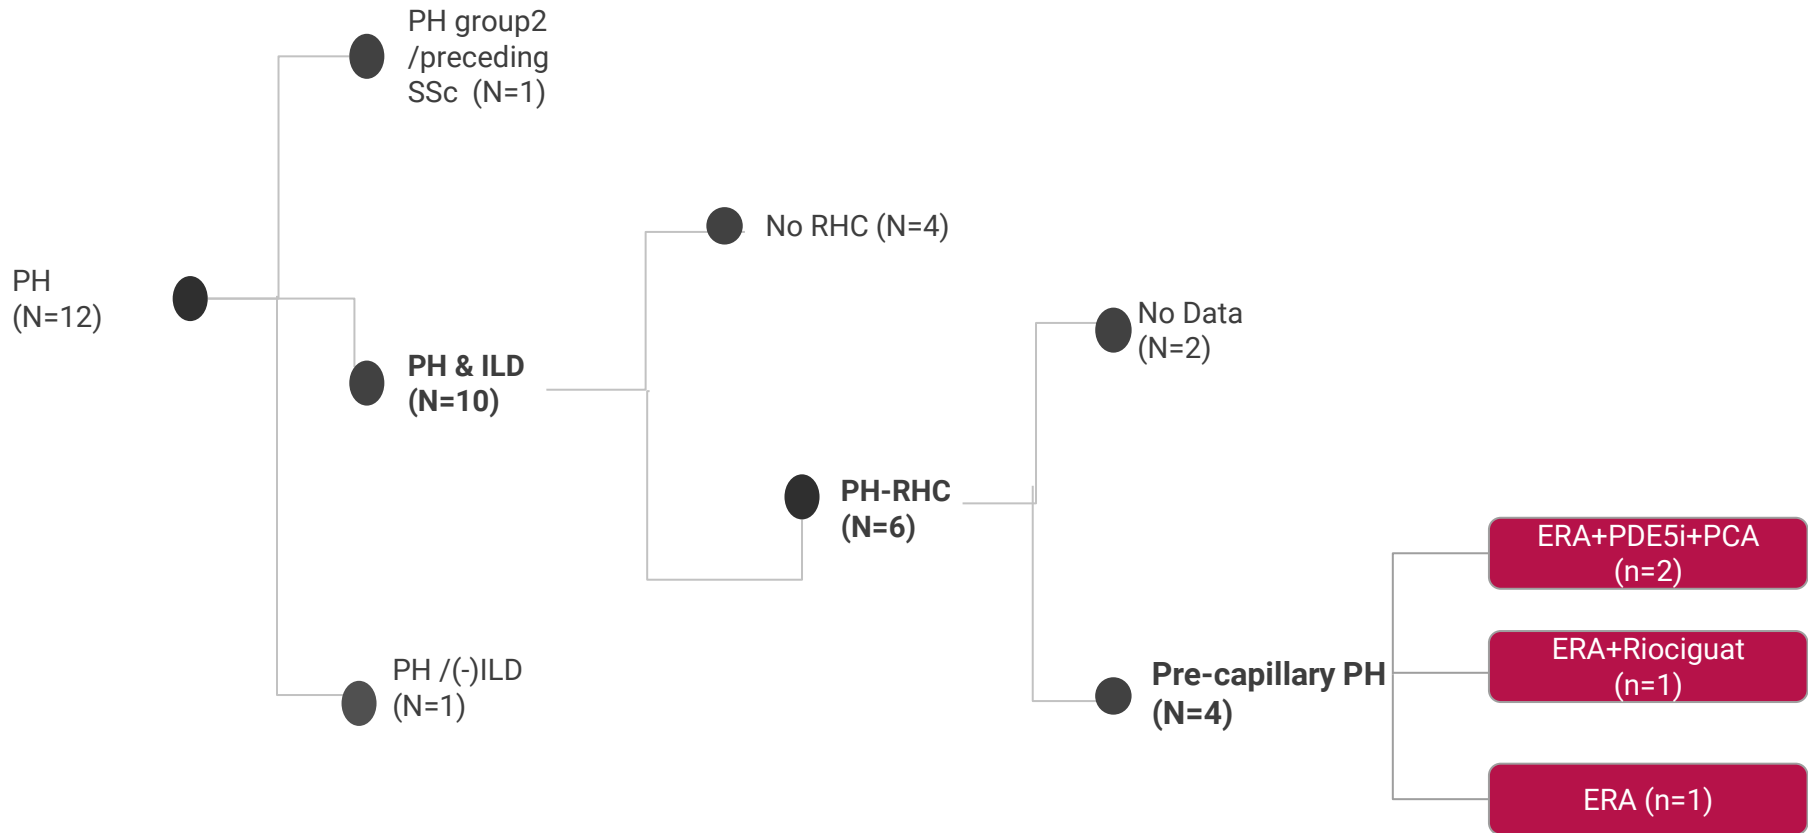 PH group2
/preceding
SSc (N=1)
No RHC (N=4)
PH
(N=12)
No Data
(N=2)
PH & ILD
(N=10)
PH-RHC
(N=6)
ERA+PDE5i+PCA
(n=2)
ERA+Riociguat
(n=1)
PH /(-)ILD
(N=1)
Pre-capillary PH
(N=4)
ERA (n=1)